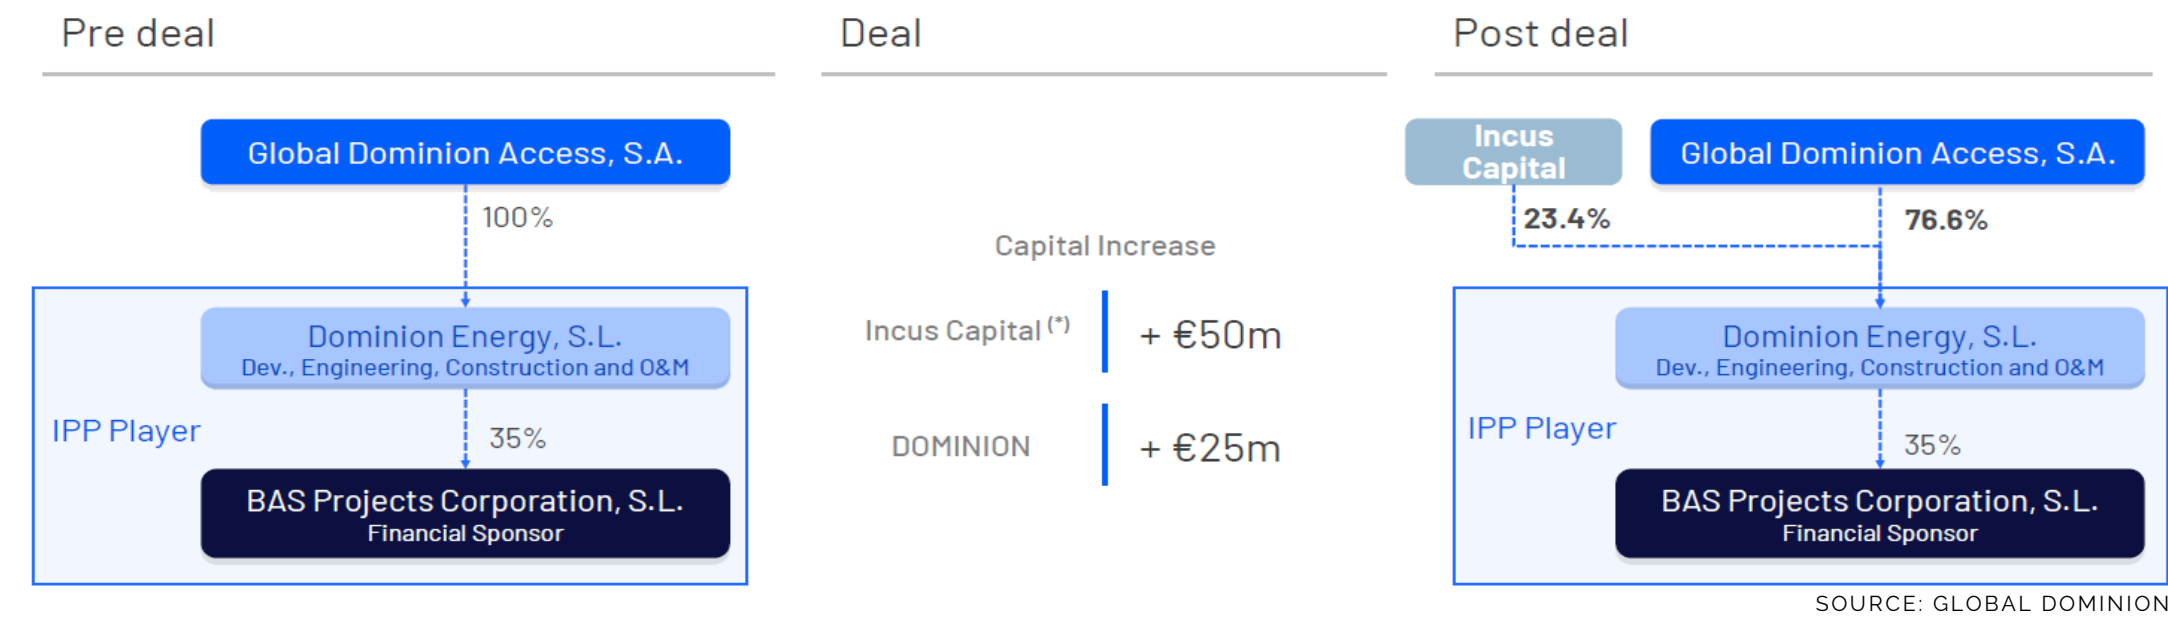 Pre deal
Global Dominion Access, S.A.
100%
Dominion Energy, S.L.
Dev., Engineering, Construction and O&M
IPP Player
35%
BAS Projects Corporation, S.L.
Financial Sponsor
Deal
Capital Increase
Incus Capital (*)
+ €50m
DOMINION
+ €25m
Post deal
Incus
Capital
Global Dominion Access, S.A.
23.4%
76.6%
Dominion Energy, S.L.
Dev., Engineering, Construction and O&M
IPP Player
35%
BAS Projects Corporation, S.L.
Financial Sponsor
SOURCE: GLOBAL DOMINION